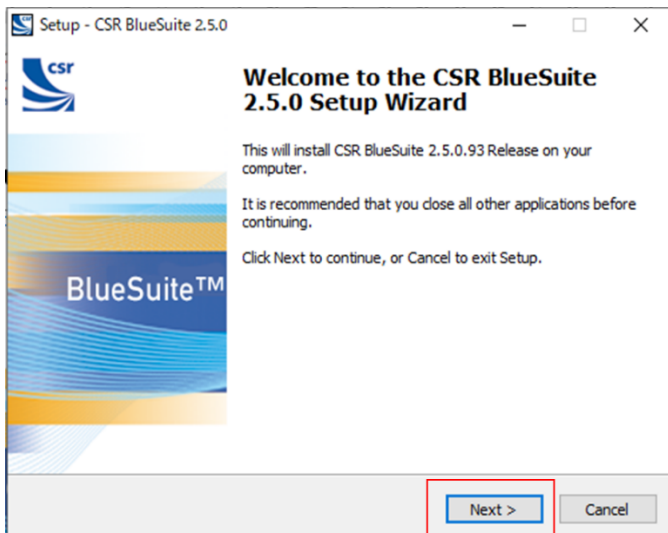 Setup - CSR BlueSuite 2.5.0
csr
Welcome to the CSR BlueSuite
2.5.0 Setup Wizard
This will install CSR BlueSuite 2.5.0.93 Release on your
computer.
It is recommended that you close all other applications before
continuing.
Click Next to continue, or Cancel to exit Setup.
BlueSuite™
Next >
Cancel